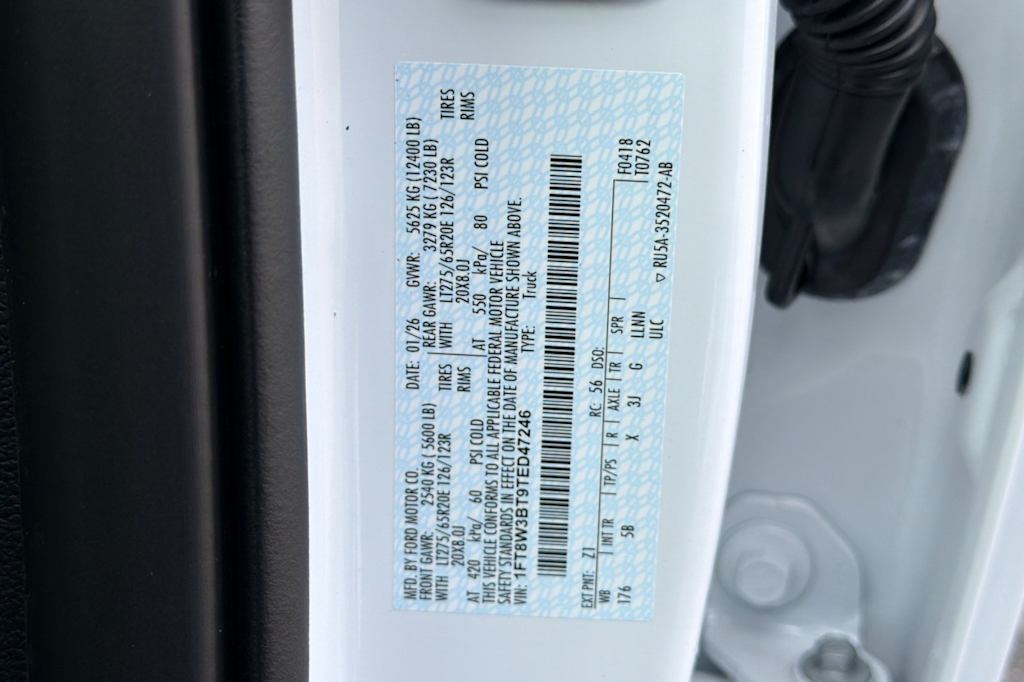 MFD. BY FORD MOTOR CO.
DATE: 01/26 GVWR: 5625 KG (12400 LB)
FRONT GAWR: 2540 KG ( 5600 LB)
REAR GAWR: 3279 KG ( 7230 LB)
WITH LT275/65R20E 126/123R TIRES
WITH LT275/65R20E 126/123R TIRES
20X8.0J RIMS
20X8.0J RIMS
AT 420 kPa/ 60 PSI COLD
AT 550 kPa/ 80 PSI COLD
THIS VEHICLE CONFORMS TO ALL APPLICABLE FEDERAL MOTOR VEHICLE
SAFETY STANDARDS IN EFFECT ON THE DATE OF MANUFACTURE SHOWN ABOVE.
VIN: 1FT8W3BT9TED47246
TYPE: Truck
EXT PNT: Z1 RC: 56 DSO: F0418
WB INT TR TP/PS R AXLE TR SPR T0762
176 5B X 3J G LLNN
ULC
▽ RU5A-3520472-AB